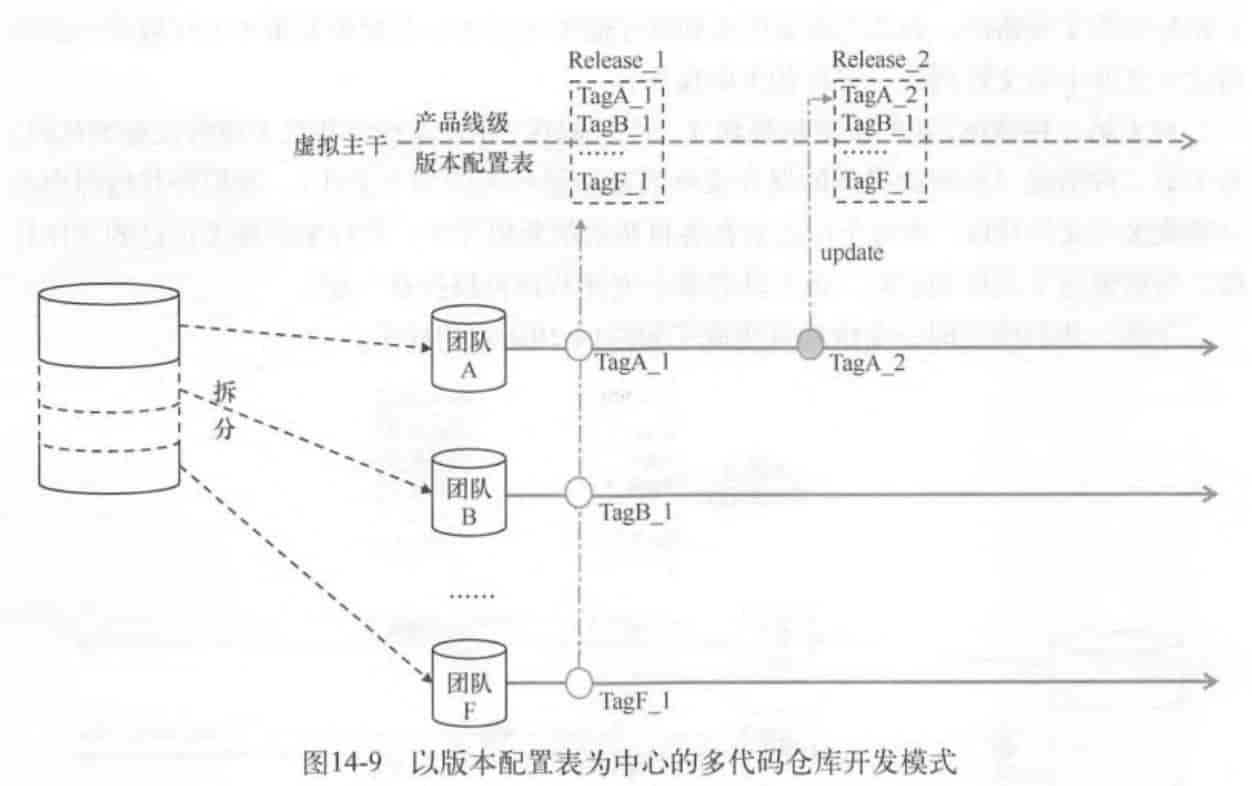 Release_1
Release_2
TagA_1
TagA_2
TagB_1
TagB_1
产品线级
虚拟主干
版本配置表
......
......
TagF_1
TagF_1
update
团队
A
TagA_1
TagA_2
拆
分
团队
B
TagB_1
......
团队
F
TagF_1
图14-9 以版本配置表为中心的多代码仓库开发模式